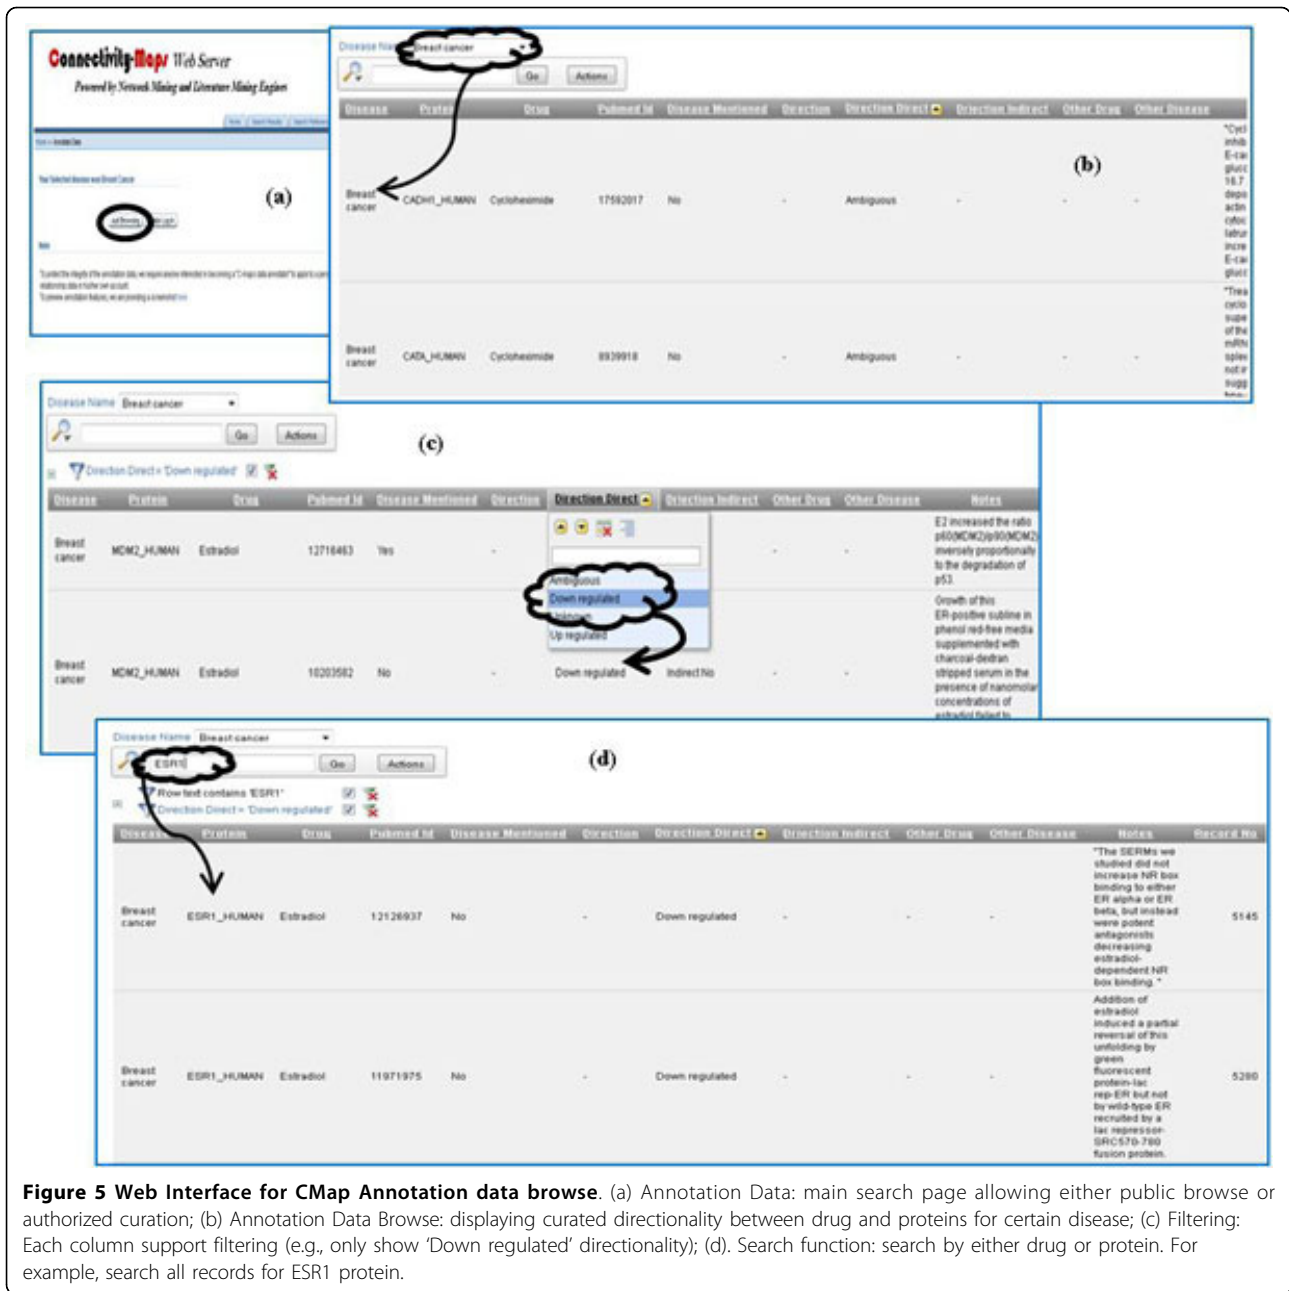 Connectivity-Maps Web Server
Powered by Network Mining and Literature Mining Engines
(a)
Disease Name Breast cancer
Go Actions
Disease Protein Drug Pubmed Id Disease Mentioned Direction Direction Direct Driection Indirect Other Drug Other Disease
(b)
Breast cancer CADH1_HUMAN Cycloheximide 17592017 No - Ambiguous - - -
Breast cancer CATA_HUMAN Cycloheximide 8939918 No - Ambiguous - - -
Disease Name Breast cancer
Go Actions
(c)
Direction Direct = 'Down regulated'
Disease Protein Drug Pubmed Id Disease Mentioned Direction Direction Direct Driection Indirect Other Drug Other Disease Notes
Breast cancer MDM2_HUMAN Estradiol 12718463 Yes - - -
E2 increased the ratio
p60(MDM2)/p90(MDM2)
inversely proportionally
to the degradation of
p53.
Ambiguous
Down regulated
Unknown
Up regulated
Breast cancer MDM2_HUMAN Estradiol 10203582 No - Down regulated Indirect No - -
Growth of this
ER-positive subline in
phenol red-free media
supplemented with
charcoal-dextran
stripped serum in the
presence of nanomolar
concentrations of
estradiol failed to
Disease Name Breast cancer
ESR1 Go Actions
(d)
Row text contains 'ESR1'
Direction Direct = 'Down regulated'
Disease Protein Drug Pubmed Id Disease Mentioned Direction Direction Direct Driection Indirect Other Drug Other Disease Notes Record No
Breast cancer ESR1_HUMAN Estradiol 12126937 No - Down regulated - - - 5145
"The SERMs we
studied did not
increase NR box
binding to either
ER alpha or ER
beta, but instead
were potent
antagonists
decreasing
estradiol-
dependent NR
box binding. "
Breast cancer ESR1_HUMAN Estradiol 11971975 No - Down regulated - - - 5280
Addition of
estradiol
induced a partial
reversal of this
unfolding by
green
fluorescent
protein-lac
rep-ER but not
by wild-type ER
recruited by a
lac repressor-
SRC570-780
fusion protein.
Figure 5 Web Interface for CMap Annotation data browse. (a) Annotation Data: main search page allowing either public browse or
authorized curation; (b) Annotation Data Browse: displaying curated directionality between drug and proteins for certain disease; (c) Filtering:
Each column support filtering (e.g., only show 'Down regulated' directionality); (d). Search function: search by either drug or protein. For
example, search all records for ESR1 protein.